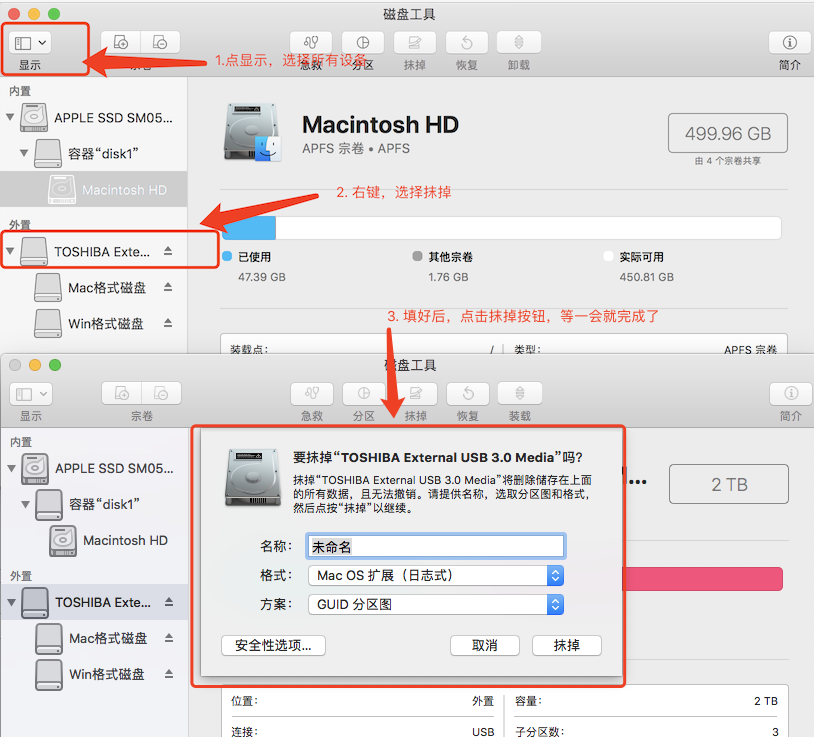 磁盘工具
显示
宗卷
急救
分区
抹掉
恢复
卸载
简介
1.点显示，选择所有设备
内置
APPLE SSD SM05...
容器“disk1”
Macintosh HD
外置
TOSHIBA Exte...
Mac格式磁盘
Win格式磁盘
Macintosh HD
APFS 宗卷 • APFS
499.96 GB
由 4 个宗卷共享
2. 右键，选择抹掉
已使用
47.39 GB
其他宗卷
1.76 GB
实际可用
450.81 GB
3. 填好后，点击抹掉按钮，等一会就完成了
装载点：
/
类型：
APFS 宗卷
磁盘工具
显示
宗卷
急救
分区
抹掉
恢复
装载
简介
内置
APPLE SSD SM05...
容器“disk1”
Macintosh HD
外置
TOSHIBA Exte...
Mac格式磁盘
Win格式磁盘
2 TB
要抹掉“TOSHIBA External USB 3.0 Media”吗？
抹掉“TOSHIBA External USB 3.0 Media”将删除储存在上面
的所有数据，且无法撤销。请提供名称，选取分区图和格式，
然后点按“抹掉”以继续。
名称：
未命名
格式：
Mac OS 扩展（日志式）
方案：
GUID 分区图
安全性选项...
取消
抹掉
位置：
外置
容量：
2 TB
连接：
USB
子分区数：
3